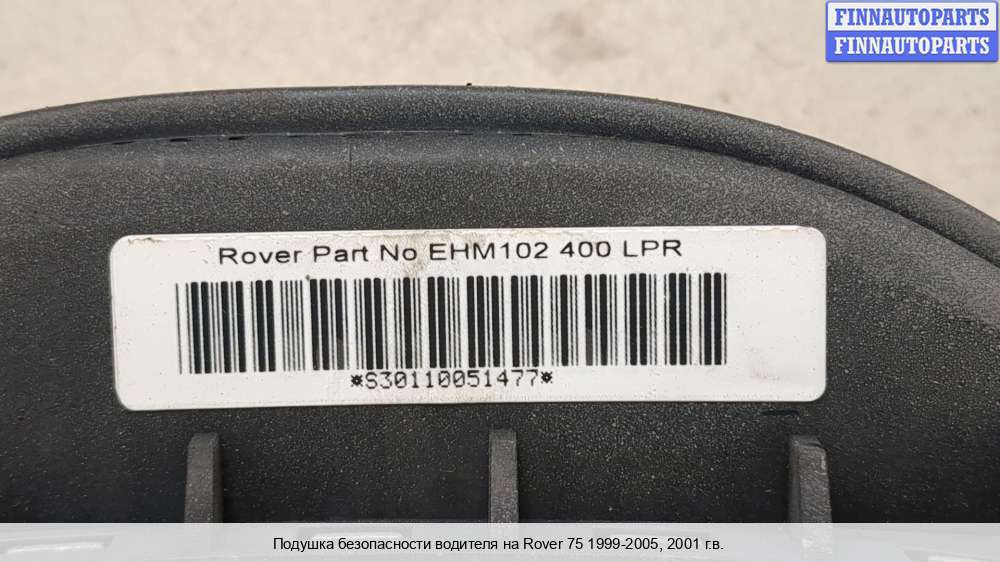 FINNAUTOPARTS
FINNAUTOPARTS
Rover Part No EHM102 400 LPR
*S30110051477*
Подушка безопасности водителя на Rover 75 1999-2005, 2001 г.в.